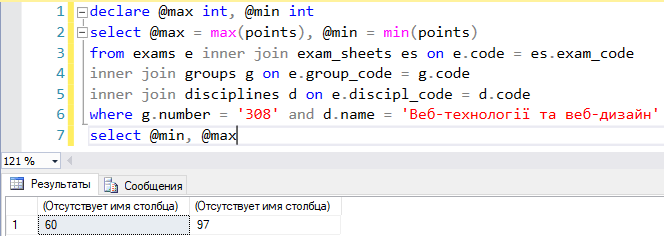 1 declare @max int, @min int
2 select @max = max(points), @min = min(points)
3 from exams e inner join exam_sheets es on e.code = es.exam_code
4 inner join groups g on e.group_code = g.code
5 inner join disciplines d on e.discipl_code = d.code
6 where g.number = '308' and d.name = 'Веб-технології та веб-дизайн'
7 select @min, @max
121 %
Результаты Сообщения
(Отсутствует имя столбца) (Отсутствует имя столбца)
1 60 97